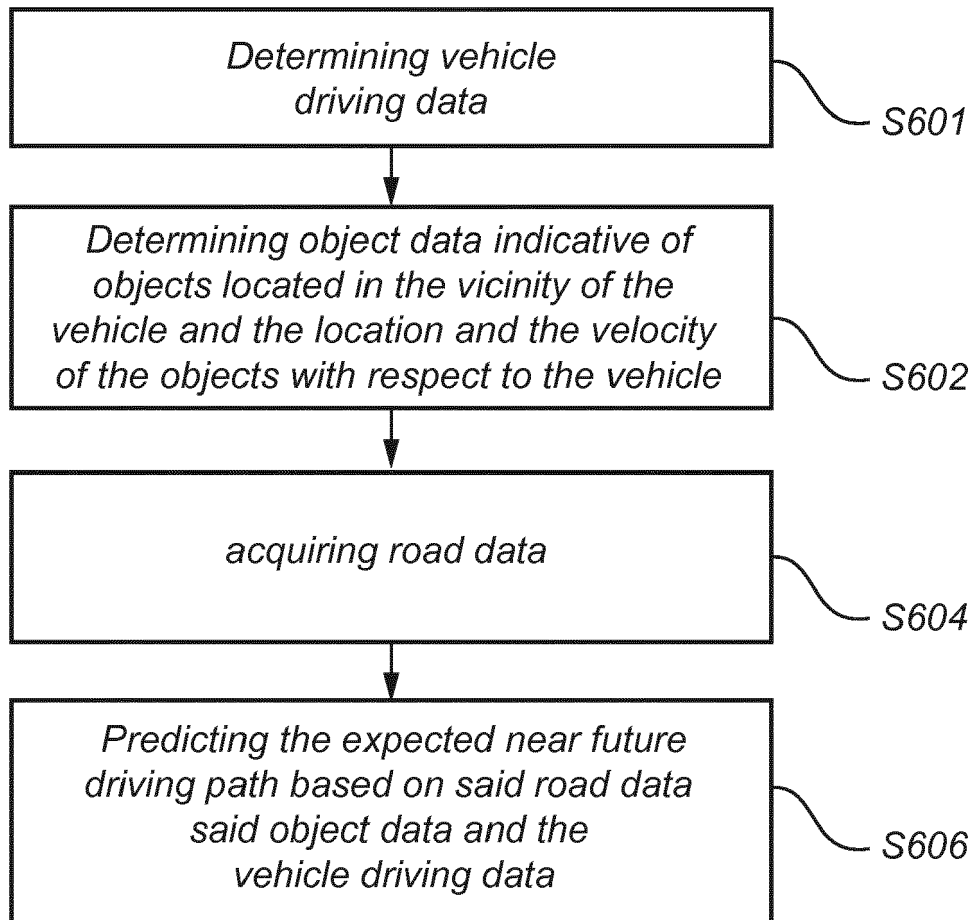 Determining vehicle
driving data
S601
Determining object data indicative of
objects located in the vicinity of the
vehicle and the location and the velocity
of the objects with respect to the vehicle
S602
acquiring road data
S604
Predicting the expected near future
driving path based on said road data
said object data and the
vehicle driving data
S606